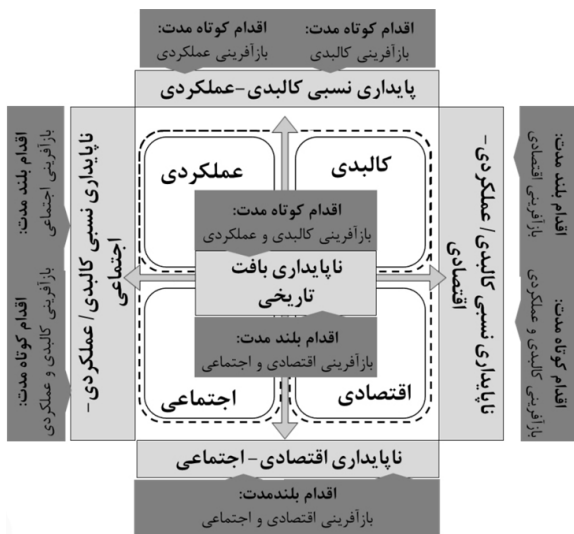 اقدام کوتاه مدت:
بازآفرینی کالبدی
اقدام کوتاه مدت:
بازآفرینی عملکردی
پایداری نسبی کالبدی-عملکردی
کالبدی
عملکردی
اقدام کوتاه مدت:
بازآفرینی کالبدی و عملکردی
ناپایداری بافت
تاریخی
اقدام بلند مدت:
بازآفرینی اقتصادی و اجتماعی
اقتصادی
اجتماعی
ناپایداری نسبی کالبدی/ عملکردی-
اقتصادی
اقدام بلند مدت:
بازآفرینی اقتصادی
اقدام کوتاه مدت:
بازآفرینی کالبدی و عملکردی
ناپایداری نسبی کالبدی/ عملکردی-
اجتماعی
اقدام بلند مدت:
بازآفرینی اجتماعی
اقدام کوتاه مدت:
بازآفرینی کالبدی و عملکردی
ناپایداری اقتصادی- اجتماعی
اقدام بلندمدت:
بازآفرینی اقتصادی و اجتماعی